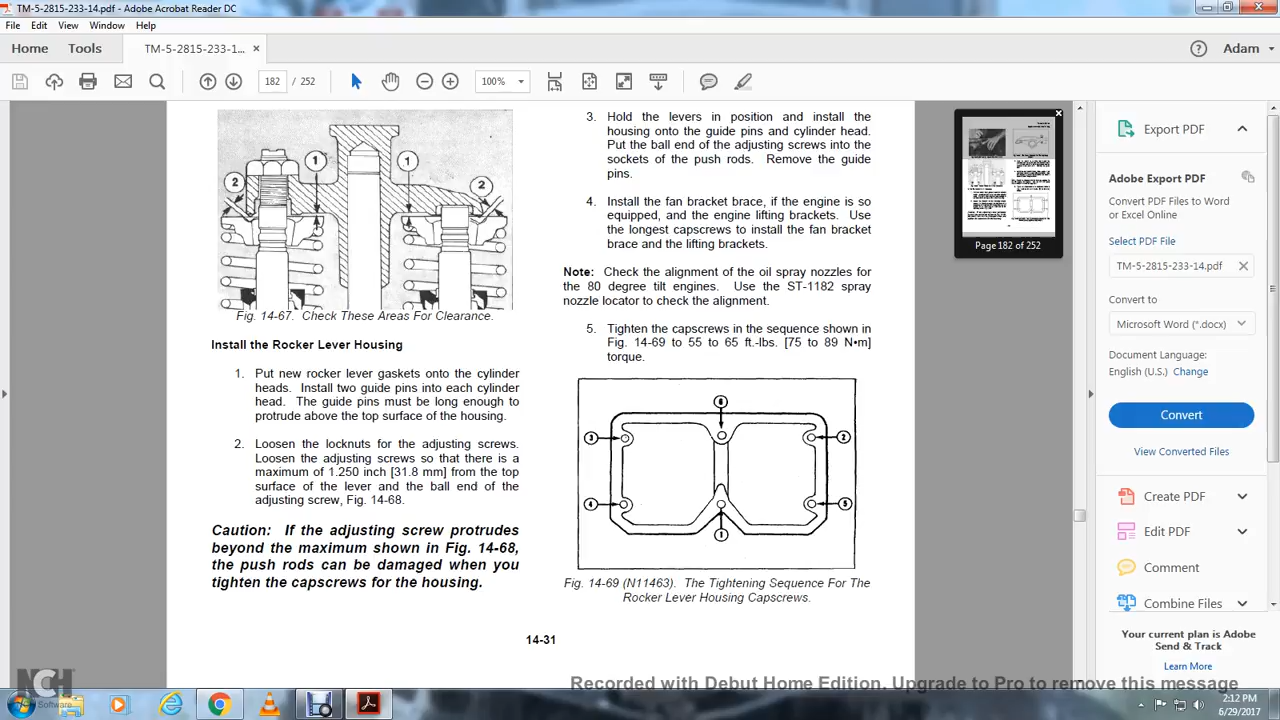 TM-5-2815-233-14.pdf - Adobe Acrobat Reader DC
File Edit View Window Help
Home Tools TM-5-2815-233-1... × Adam
182 / 252 100%
1 1
2 2
Fig. 14-67. Check These Areas For Clearance.
Install the Rocker Lever Housing
1. Put new rocker lever gaskets onto the cylinder
heads. Install two guide pins into each cylinder
head. The guide pins must be long enough to
protrude above the top surface of the housing.
2. Loosen the locknuts for the adjusting screws.
Loosen the adjusting screws so that there is a
maximum of 1.250 inch [31.8 mm] from the top
surface of the lever and the ball end of the
adjusting screw, Fig. 14-68.
Caution: If the adjusting screw protrudes
beyond the maximum shown in Fig. 14-68,
the push rods can be damaged when you
tighten the capscrews for the housing.
3. Hold the levers in position and install the
housing onto the guide pins and cylinder head.
Put the ball end of the adjusting screws into the
sockets of the push rods. Remove the guide
pins.
4. Install the fan bracket brace, if the engine is so
equipped, and the engine lifting brackets. Use
the longest capscrews to install the fan bracket
brace and the lifting brackets.
Note: Check the alignment of the oil spray nozzles for
the 80 degree tilt engines. Use the ST-1182 spray
nozzle locator to check the alignment.
5. Tighten the capscrews in the sequence shown in
Fig. 14-69 to 55 to 65 ft.-lbs. [75 to 89 N•m]
torque.
6
3 2
4 5
1
Fig. 14-69 (N11463). The Tightening Sequence For The
Rocker Lever Housing Capscrews.
14-31
Page 182 of 252
Export PDF
Adobe Export PDF
Convert PDF Files to Word
or Excel Online
Select PDF File
TM-5-2815-233-14.pdf
Convert to
Microsoft Word (*.docx)
Document Language:
English (U.S.) Change
Convert
View Converted Files
Create PDF
Edit PDF
Comment
Combine Files
Your current plan is Adobe
Send & Track
Learn More
NCH
Software
Recorded with Debut Home Edition. Upgrade to Pro to remove this message
2:12 PM
6/29/2017